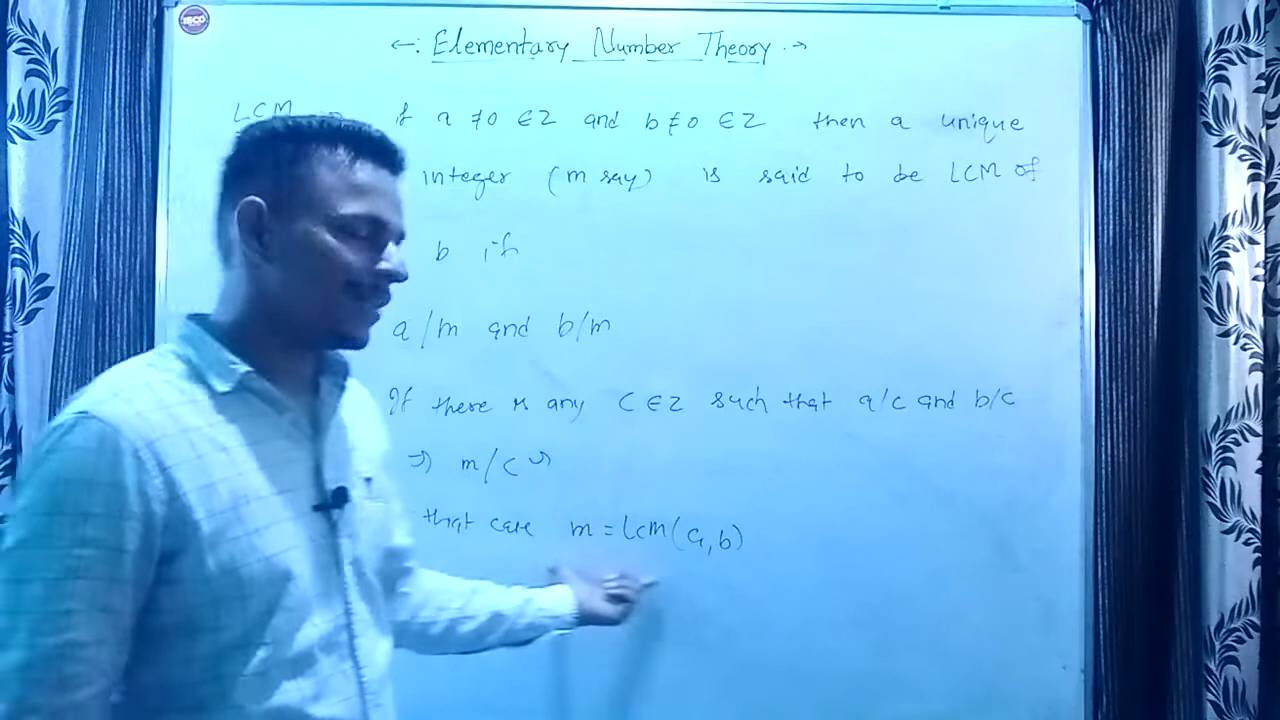 ISCO
←: Elementary Number Theory :→
LCM → if a ≠0 ∈Z and b≠0 ∈Z then a unique
integer (m say) is said to be LCM of
b if
a/m and b/m
If there is any C∈Z such that a/c and b/c
⇒ m/c
that case m = Lcm(a,b)